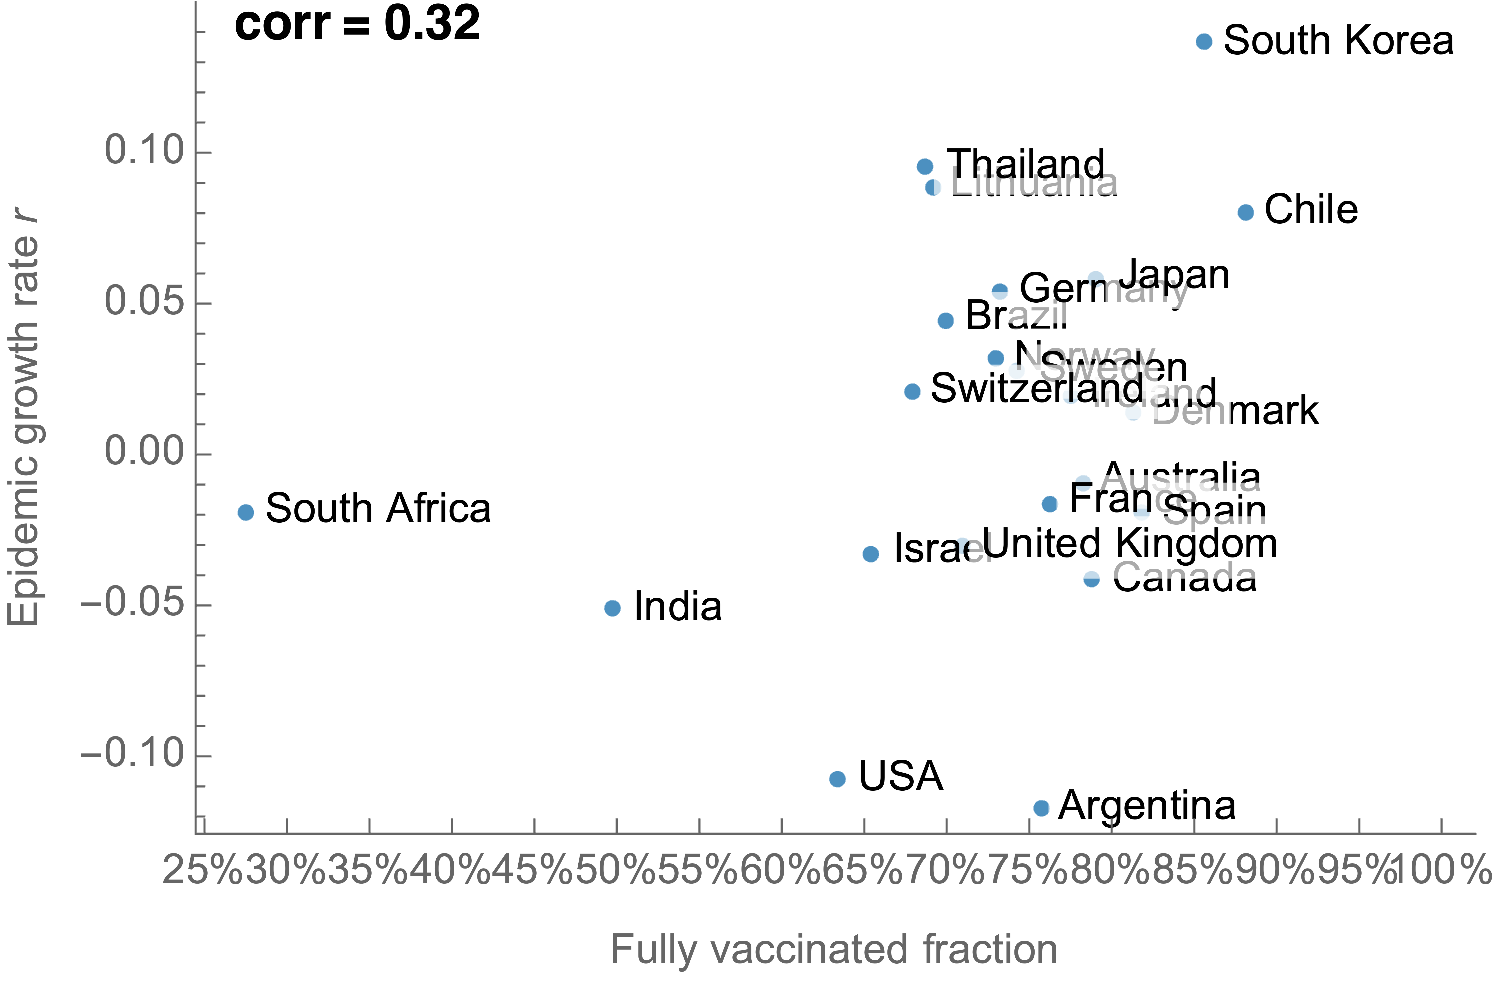 corr = 0.32
South Korea
0.10
Thailand
Lithuania
Chile
Japan
Germany
0.05
Brazil
Norway
Sweden
Switzerland
Ireland
Denmark
0.00
Australia
France
Spain
South Africa
United Kingdom
Israel
Canada
−0.05
India
−0.10
USA
Argentina
25% 30% 35% 40% 45% 50% 55% 60% 65% 70% 75% 80% 85% 90% 95% 100%
Fully vaccinated fraction
Epidemic growth rate r